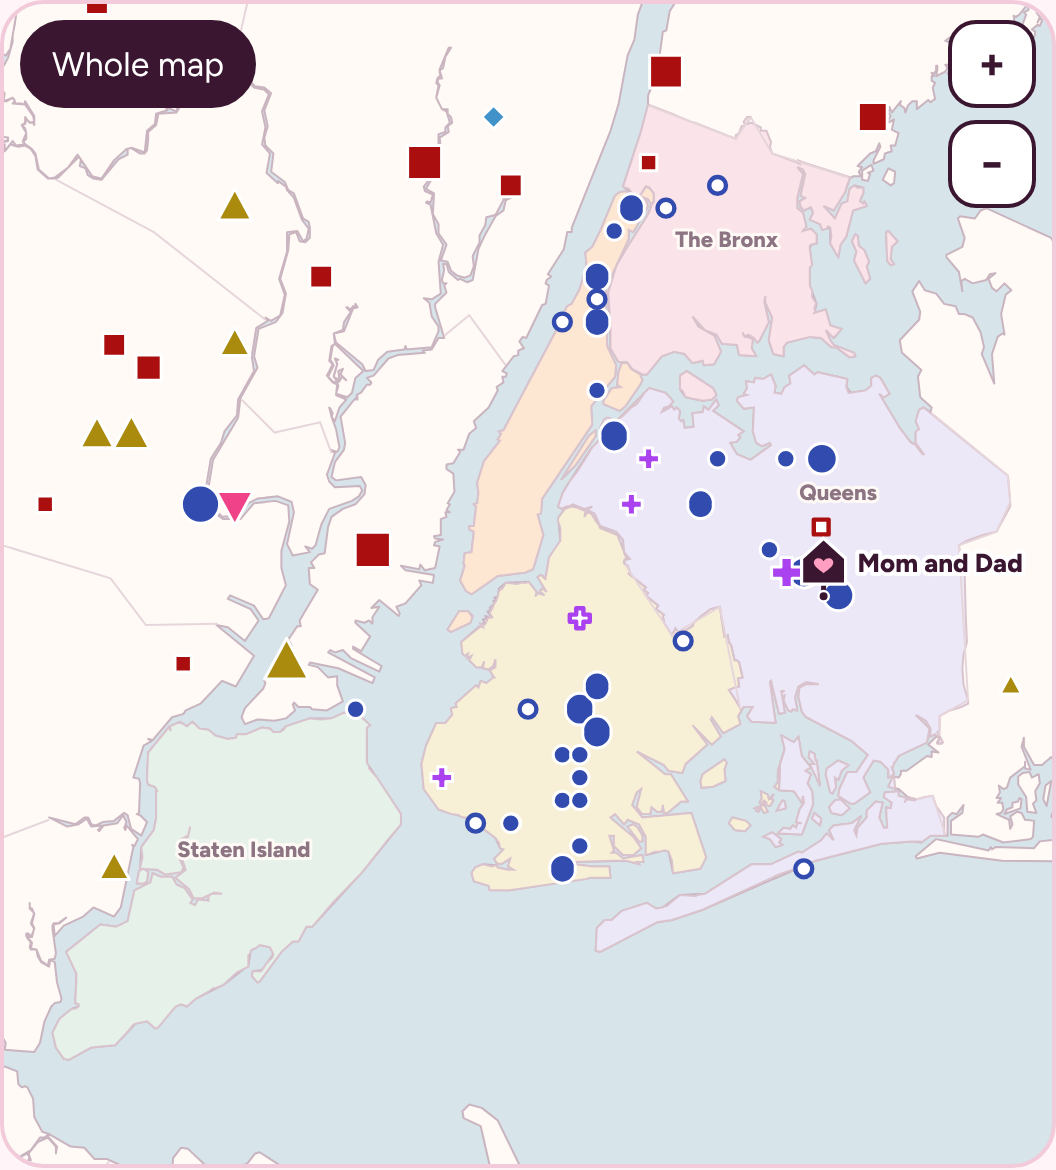 Whole map
+
-
The Bronx
Queens
Mom and Dad
Staten Island